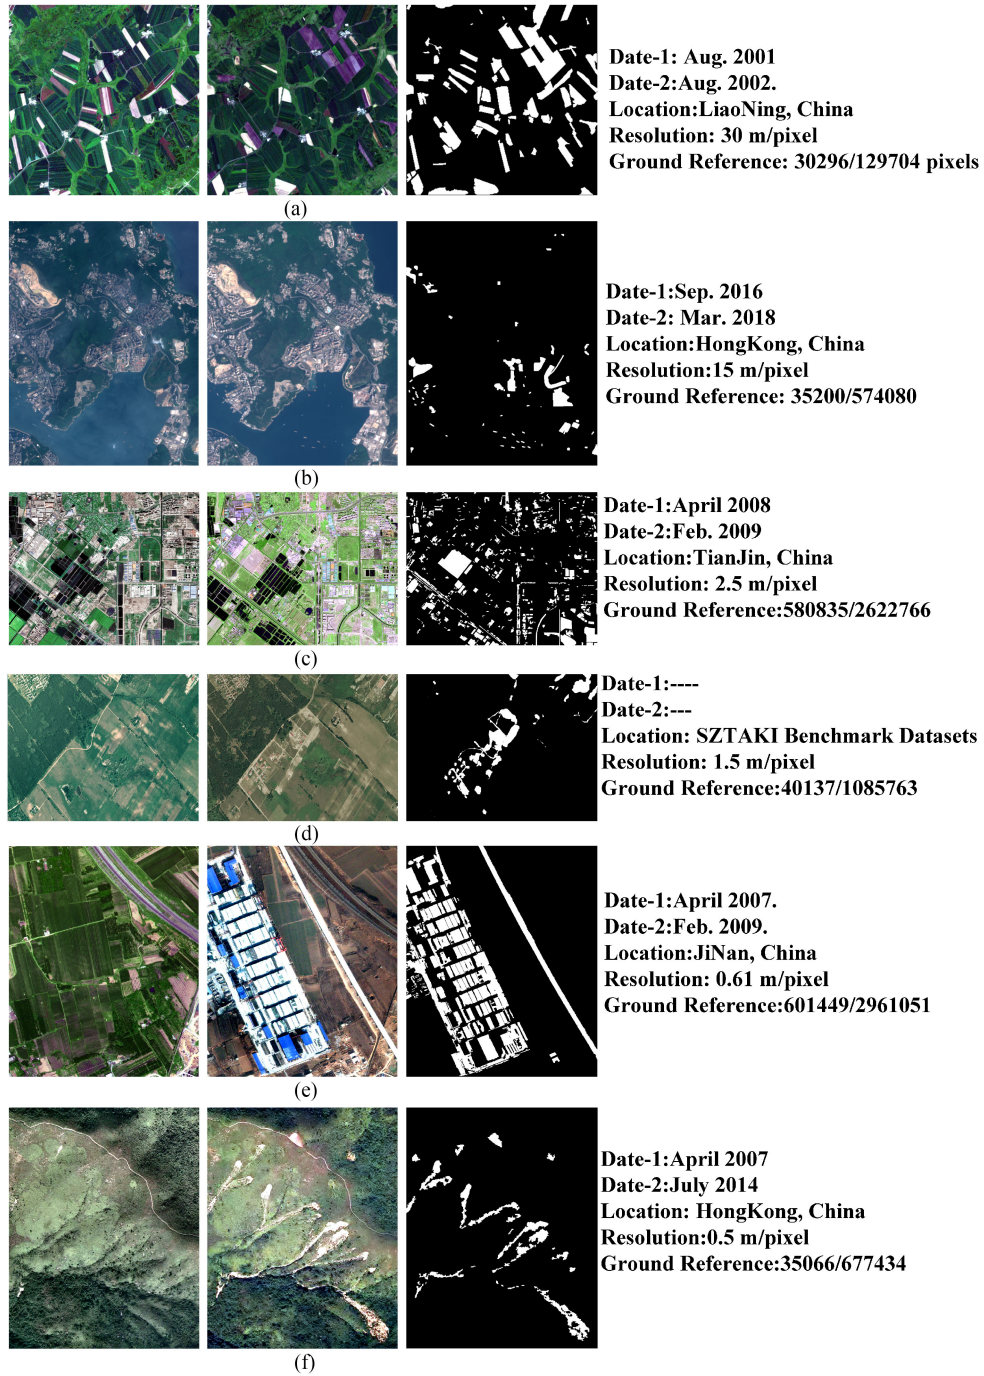 Date-1: Aug. 2001
Date-2:Aug. 2002.
Location:LiaoNing, China
Resolution: 30 m/pixel
Ground Reference: 30296/129704 pixels
(a)
Date-1:Sep. 2016
Date-2: Mar. 2018
Location:HongKong, China
Resolution:15 m/pixel
Ground Reference: 35200/574080
(b)
Date-1:April 2008
Date-2:Feb. 2009
Location:TianJin, China
Resolution: 2.5 m/pixel
Ground Reference:580835/2622766
(c)
Date-1:----
Date-2:---
Location: SZTAKI Benchmark Datasets
Resolution: 1.5 m/pixel
Ground Reference:40137/1085763
(d)
Date-1:April 2007.
Date-2:Feb. 2009.
Location:JiNan, China
Resolution: 0.61 m/pixel
Ground Reference:601449/2961051
(e)
Date-1:April 2007
Date-2:July 2014
Location: HongKong, China
Resolution:0.5 m/pixel
Ground Reference:35066/677434
(f)